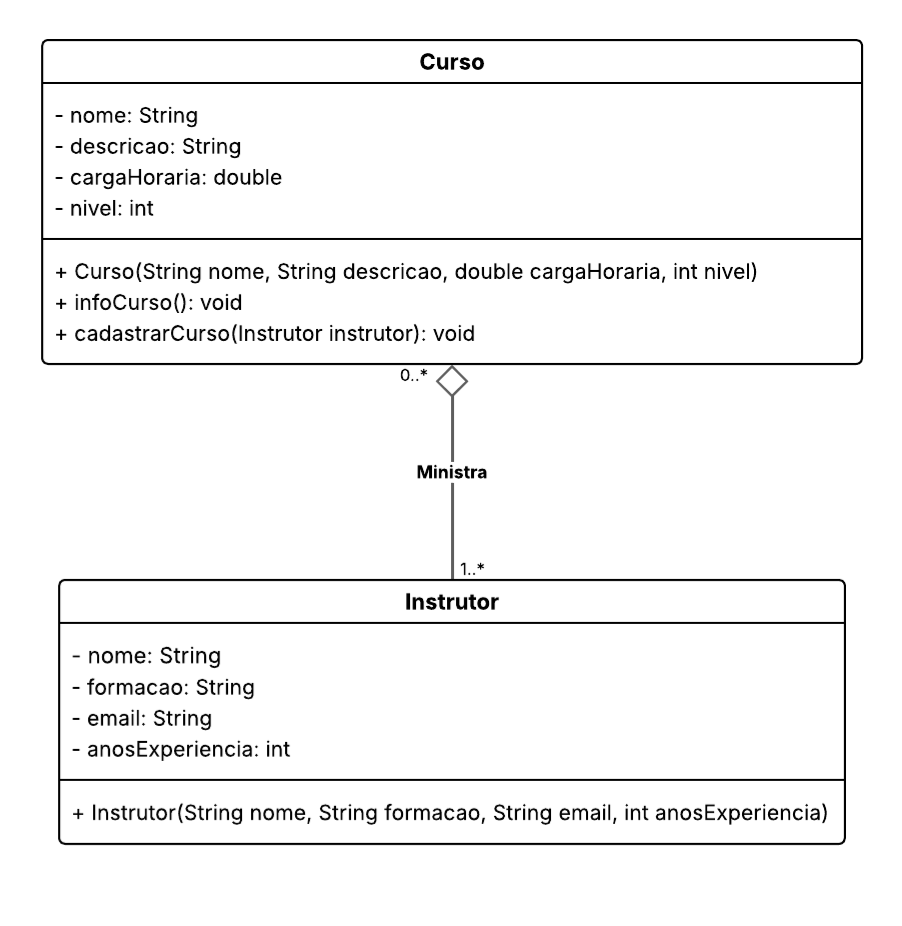 Curso
- nome: String
- descricao: String
- cargaHoraria: double
- nivel: int
+ Curso(String nome, String descricao, double cargaHoraria, int nivel)
+ infoCurso(): void
+ cadastrarCurso(Instrutor instrutor): void
0..*
Ministra
1..*
Instrutor
- nome: String
- formacao: String
- email: String
- anosExperiencia: int
+ Instrutor(String nome, String formacao, String email, int anosExperiencia)